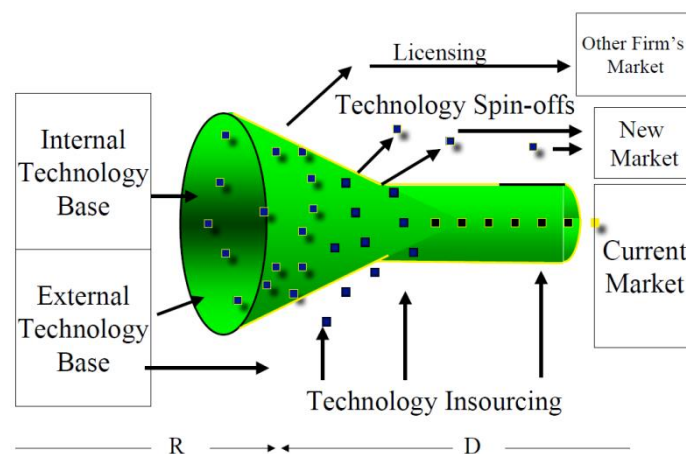 Licensing
Other Firm's
Market
Technology Spin-offs
New
Market
Internal
Technology
Base
External
Technology
Base
Current
Market
Technology Insourcing
R
D